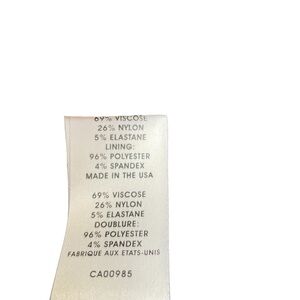 69% VISCOSE
26% NYLON
5% ELASTANE
LINING:
96% POLYESTER
4% SPANDEX
MADE IN THE USA
69% VISCOSE
26% NYLON
5% ELASTANE
DOUBLURE:
96% POLYESTER
4% SPANDEX
FABRIQUE AUX ETATS-UNIS
CA00985